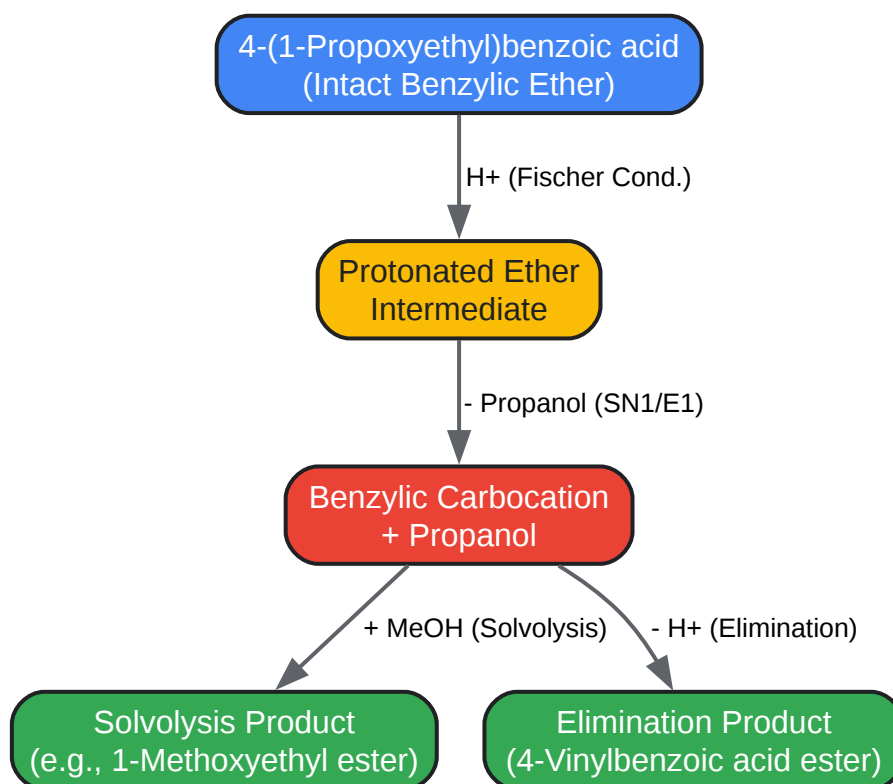 4-(1-Propoxyethyl)benzoic acid
(Intact Benzylic Ether)
H+ (Fischer Cond.)
Protonated Ether
Intermediate
- Propanol (SN1/E1)
Benzylic Carbocation
+ Propanol
+ MeOH (Solvolysis)
- H+ (Elimination)
Solvolysis Product
(e.g., 1-Methoxyethyl ester)
Elimination Product
(4-Vinylbenzoic acid ester)